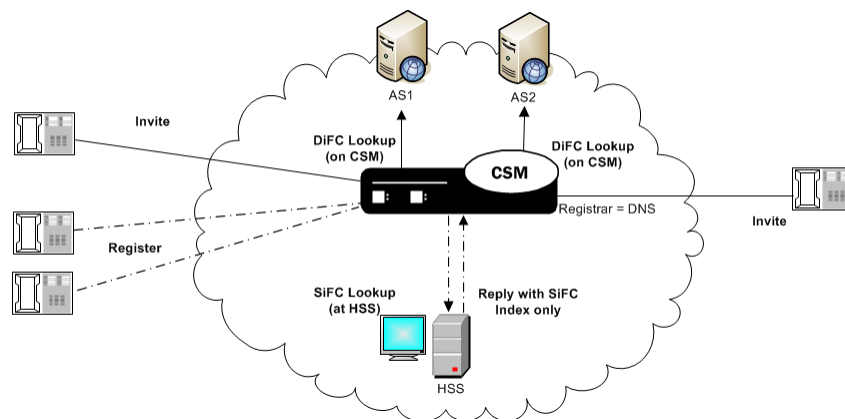 AS1
AS2
Invite
DiFC Lookup
(on CSM)
DiFC Lookup
(on CSM)
CSM
Registrar = DNS
Invite
Register
SiFC Lookup
(at HSS)
Reply with SiFC
Index only
HSS